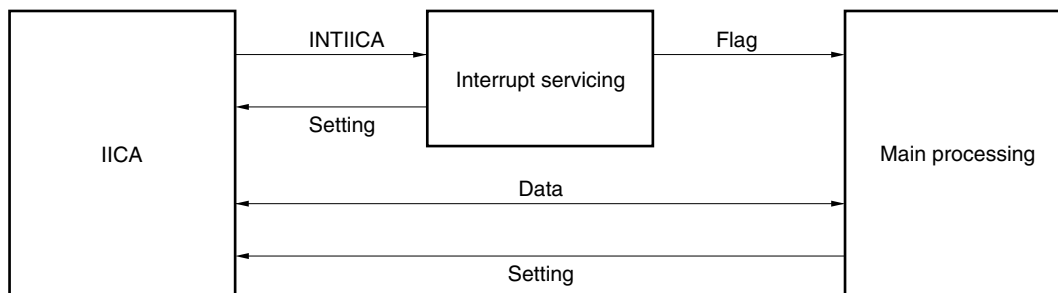 INTIICA
Flag
Interrupt servicing
Setting
IICA
Main processing
Data
Setting